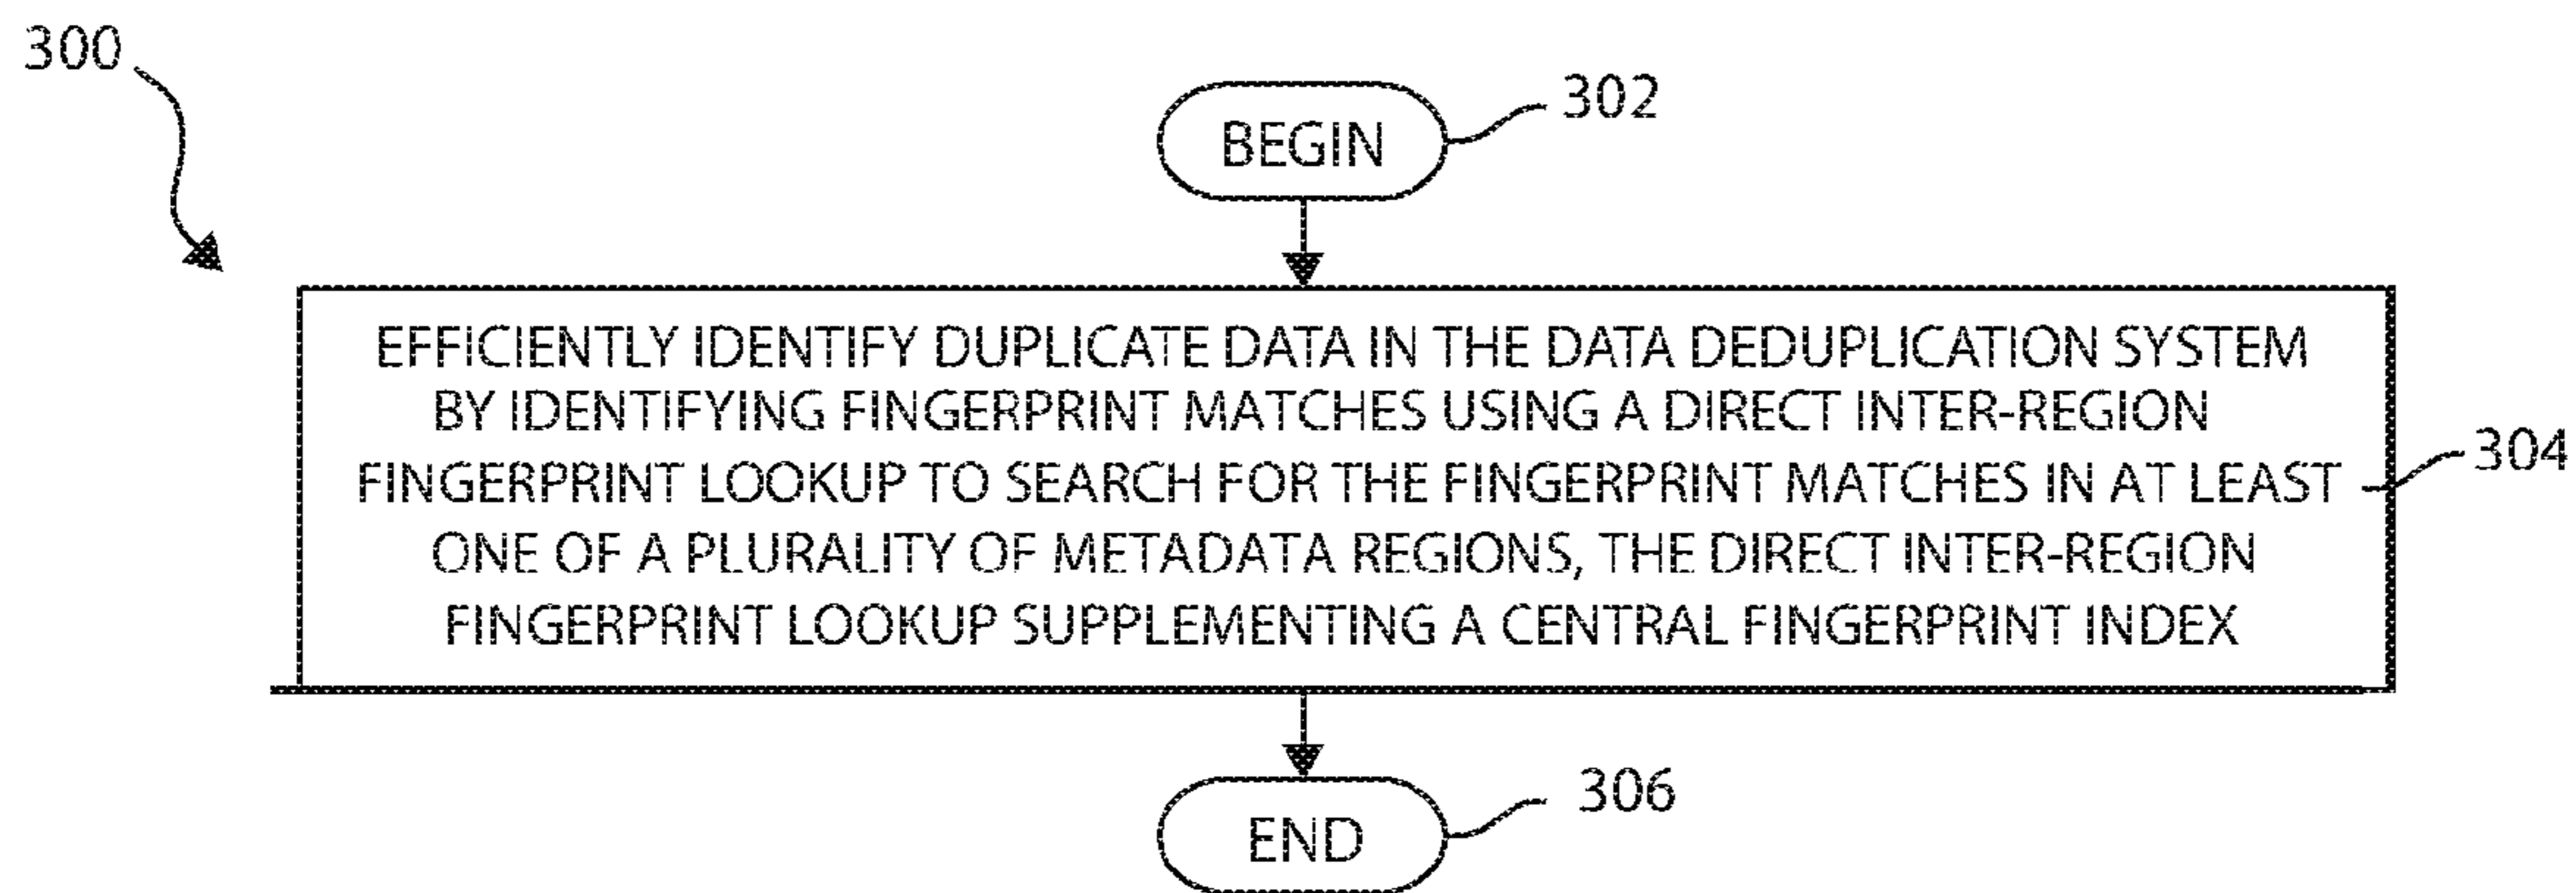 300
302
BEGIN
EFFICIENTLY IDENTIFY DUPLICATE DATA IN THE DATA DEDUPLICATION SYSTEM
BY IDENTIFYING FINGERPRINT MATCHES USING A DIRECT INTER-REGION
FINGERPRINT LOOKUP TO SEARCH FOR THE FINGERPRINT MATCHES IN AT LEAST
304
ONE OF A PLURALITY OF METADATA REGIONS, THE DIRECT INTER-REGION
FINGERPRINT LOOKUP SUPPLEMENTING A CENTRAL FINGERPRINT INDEX
306
END